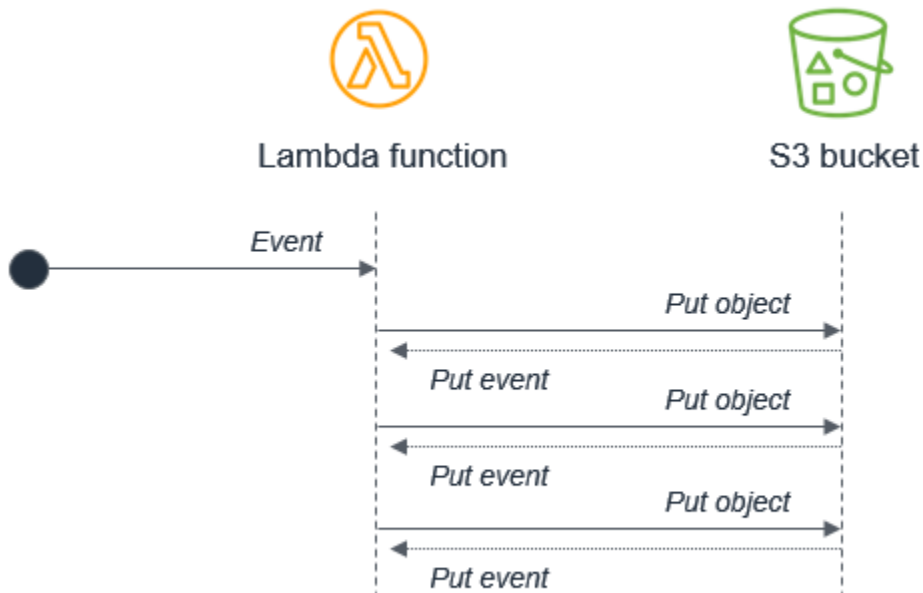 Lambda function
S3 bucket
Event
Put object
Put event
Put object
Put event
Put object
Put event